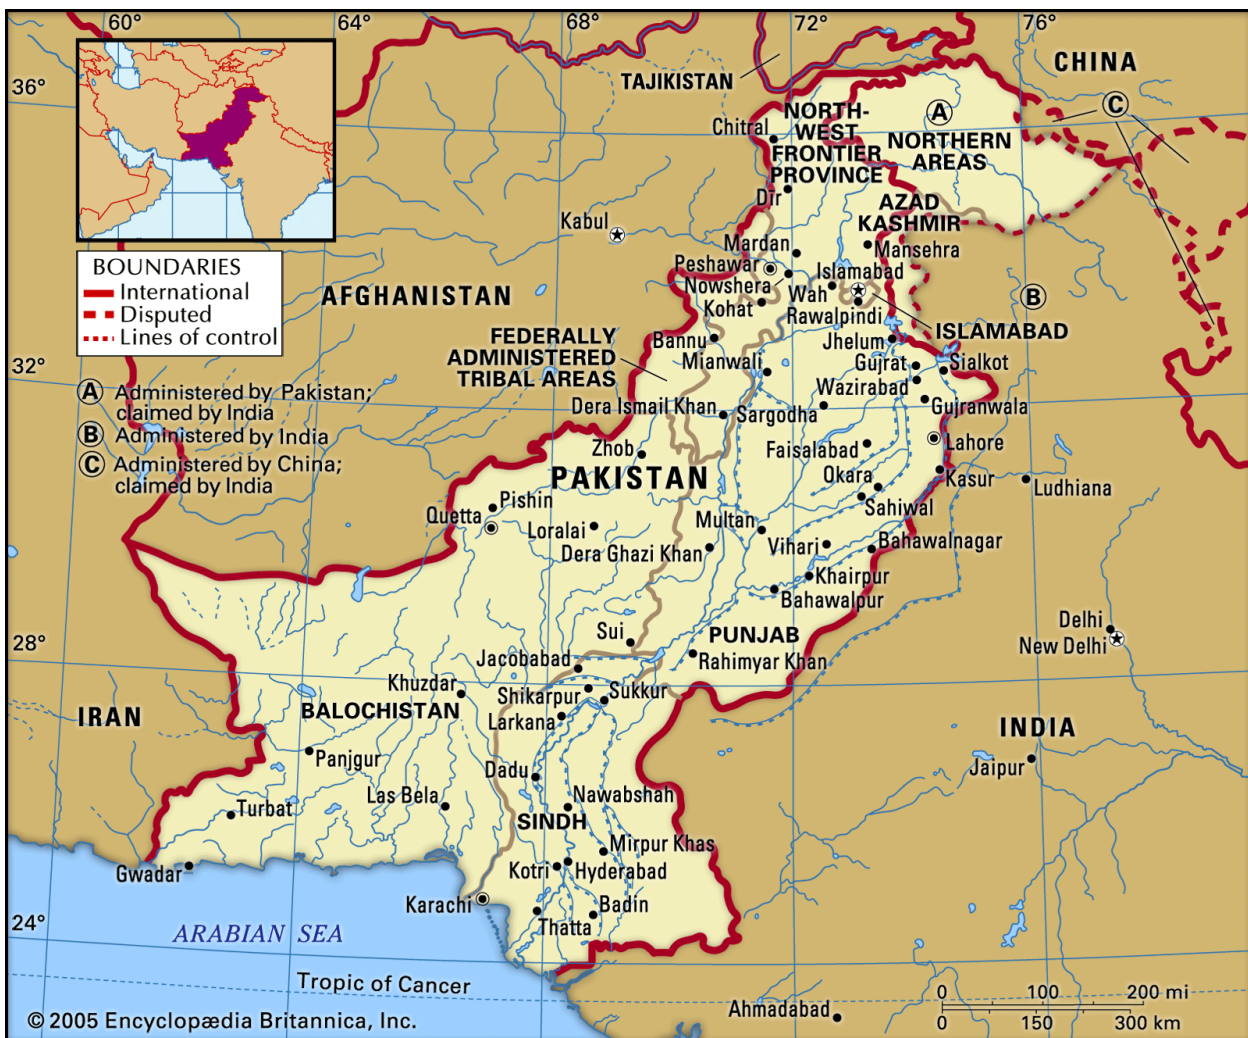 60°
64°
68°
72°
76°
36°
32°
28°
24°
CHINA
TAJIKISTAN
C
A
NORTH-
WEST
FRONTIER
PROVINCE
Chitral
NORTHERN
AREAS
Dīr
AZAD
KASHMIR
Kabul
Mardan
Mansehra
Peshawar
Islamabad
Nowshera
Wah
Kohat
Rawalpindi
B
ISLAMABAD
BOUNDARIES
International
Disputed
Lines of control
AFGHANISTAN
FEDERALLY
ADMINISTERED
TRIBAL AREAS
Bannu
Mianwali
Jhelum
Gujrat
Sialkot
Wazirabad
A Administered by Pakistan;
claimed by India
B Administered by India
C Administered by China;
claimed by India
Dera Ismail Khan
Sargodha
Gujranwala
Zhob
Faisalabad
Lahore
PAKISTAN
Okara
Kasur
Ludhiana
Pishin
Quetta
Loralai
Sahiwal
Multan
Vihari
Bahawalnagar
Dera Ghazi Khan
Khairpur
Bahawalpur
Sui
PUNJAB
Delhi
New Delhi
Jacobabad
Rahimyar Khan
Khuzdar
Shikarpur
Sukkur
BALOCHISTAN
Larkana
IRAN
INDIA
Panjgur
Jaipur
Dadu
Turbat
Las Bela
Nawabshah
SINDH
Mirpur Khas
Gwadar
Kotri
Hyderabad
Karachi
Badin
Thatta
ARABIAN SEA
Tropic of Cancer
Ahmadabad
0 100 200 mi
0 150 300 km
© 2005 Encyclopædia Britannica, Inc.